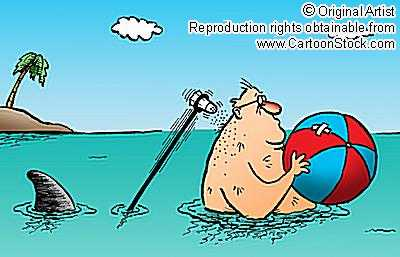 © Original Artist
Reproduction rights obtainable from
www.CartoonStock.com